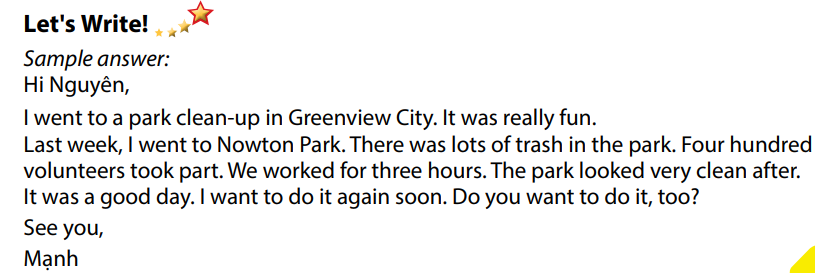 Let's Write!
Sample answer:
Hi Nguyên,
I went to a park clean-up in Greenview City. It was really fun.
Last week, I went to Nowton Park. There was lots of trash in the park. Four hundred
volunteers took part. We worked for three hours. The park looked very clean after.
It was a good day. I want to do it again soon. Do you want to do it, too?
See you,
Mạnh